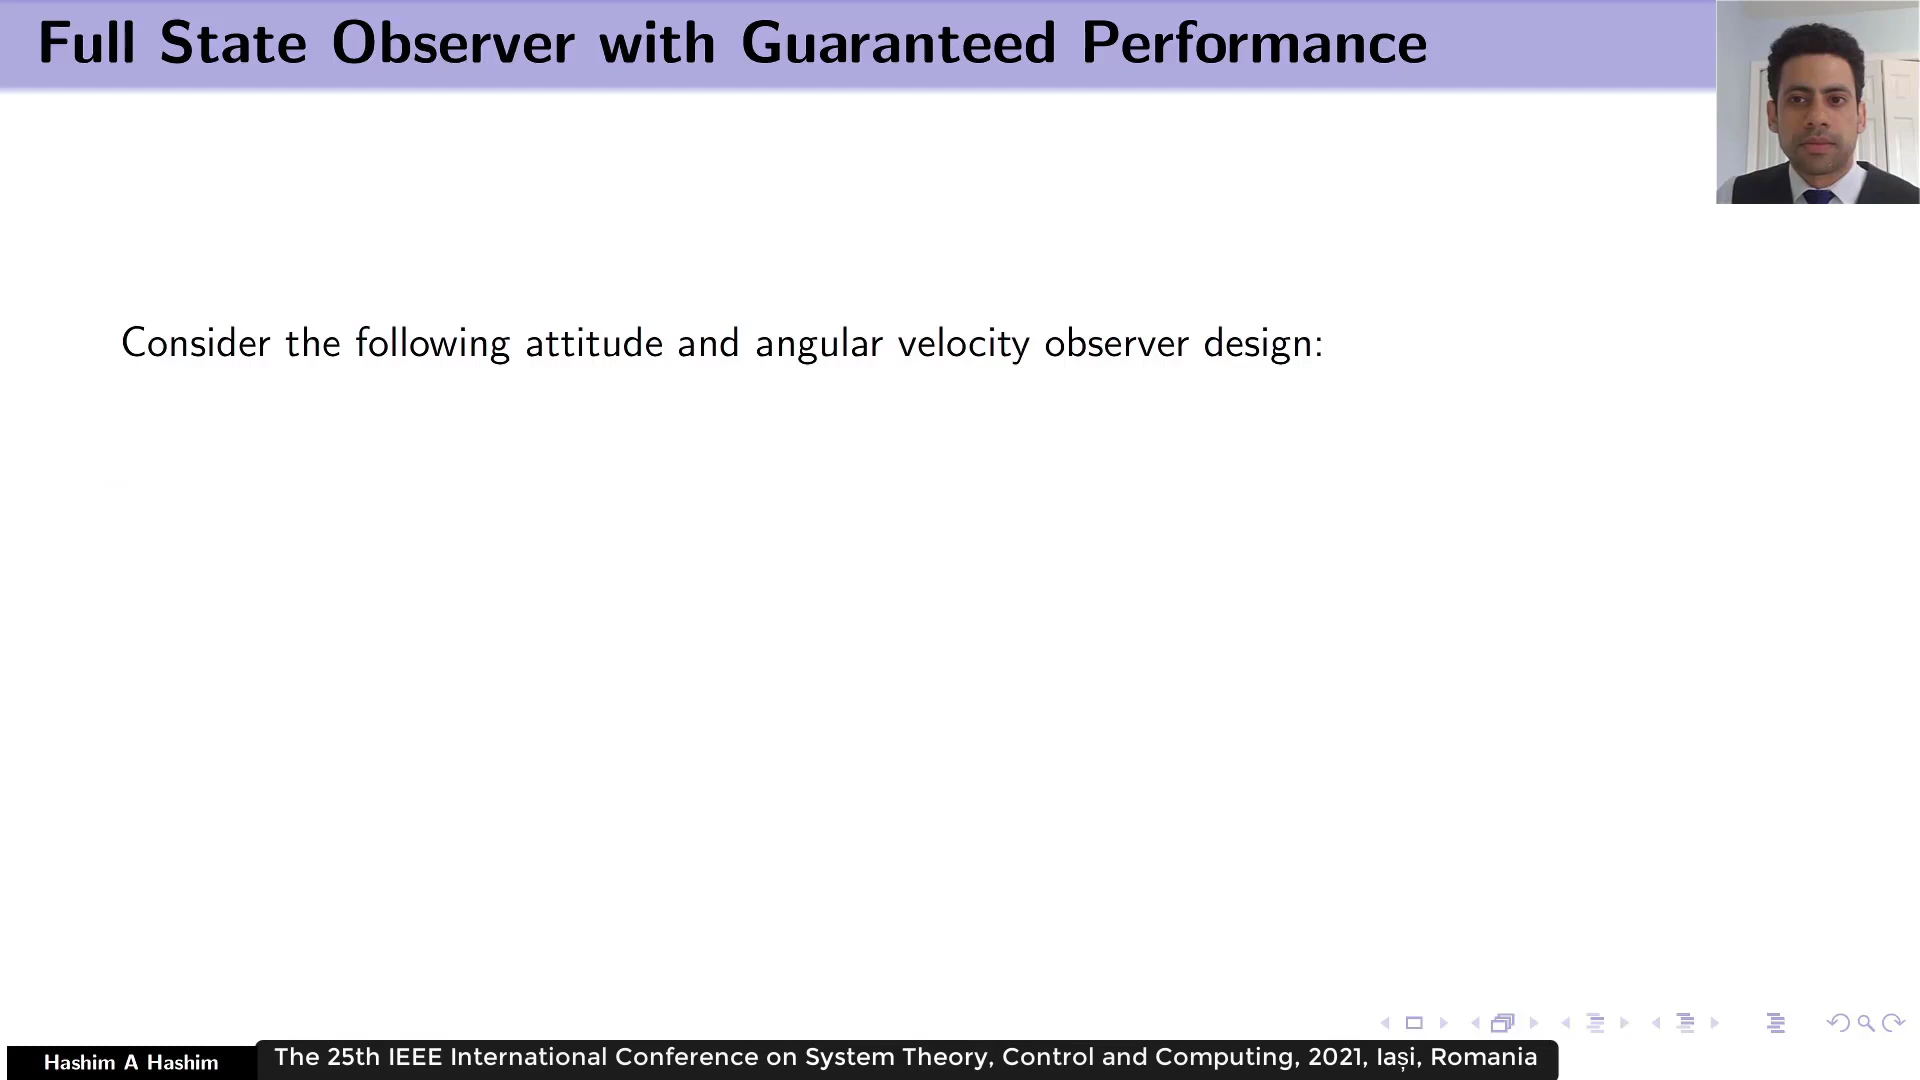 Full State Observer with Guaranteed Performance
Consider the following attitude and angular velocity observer design:
Hashim A Hashim
The 25th IEEE International Conference on System Theory, Control and Computing, 2021, Iași, Romania